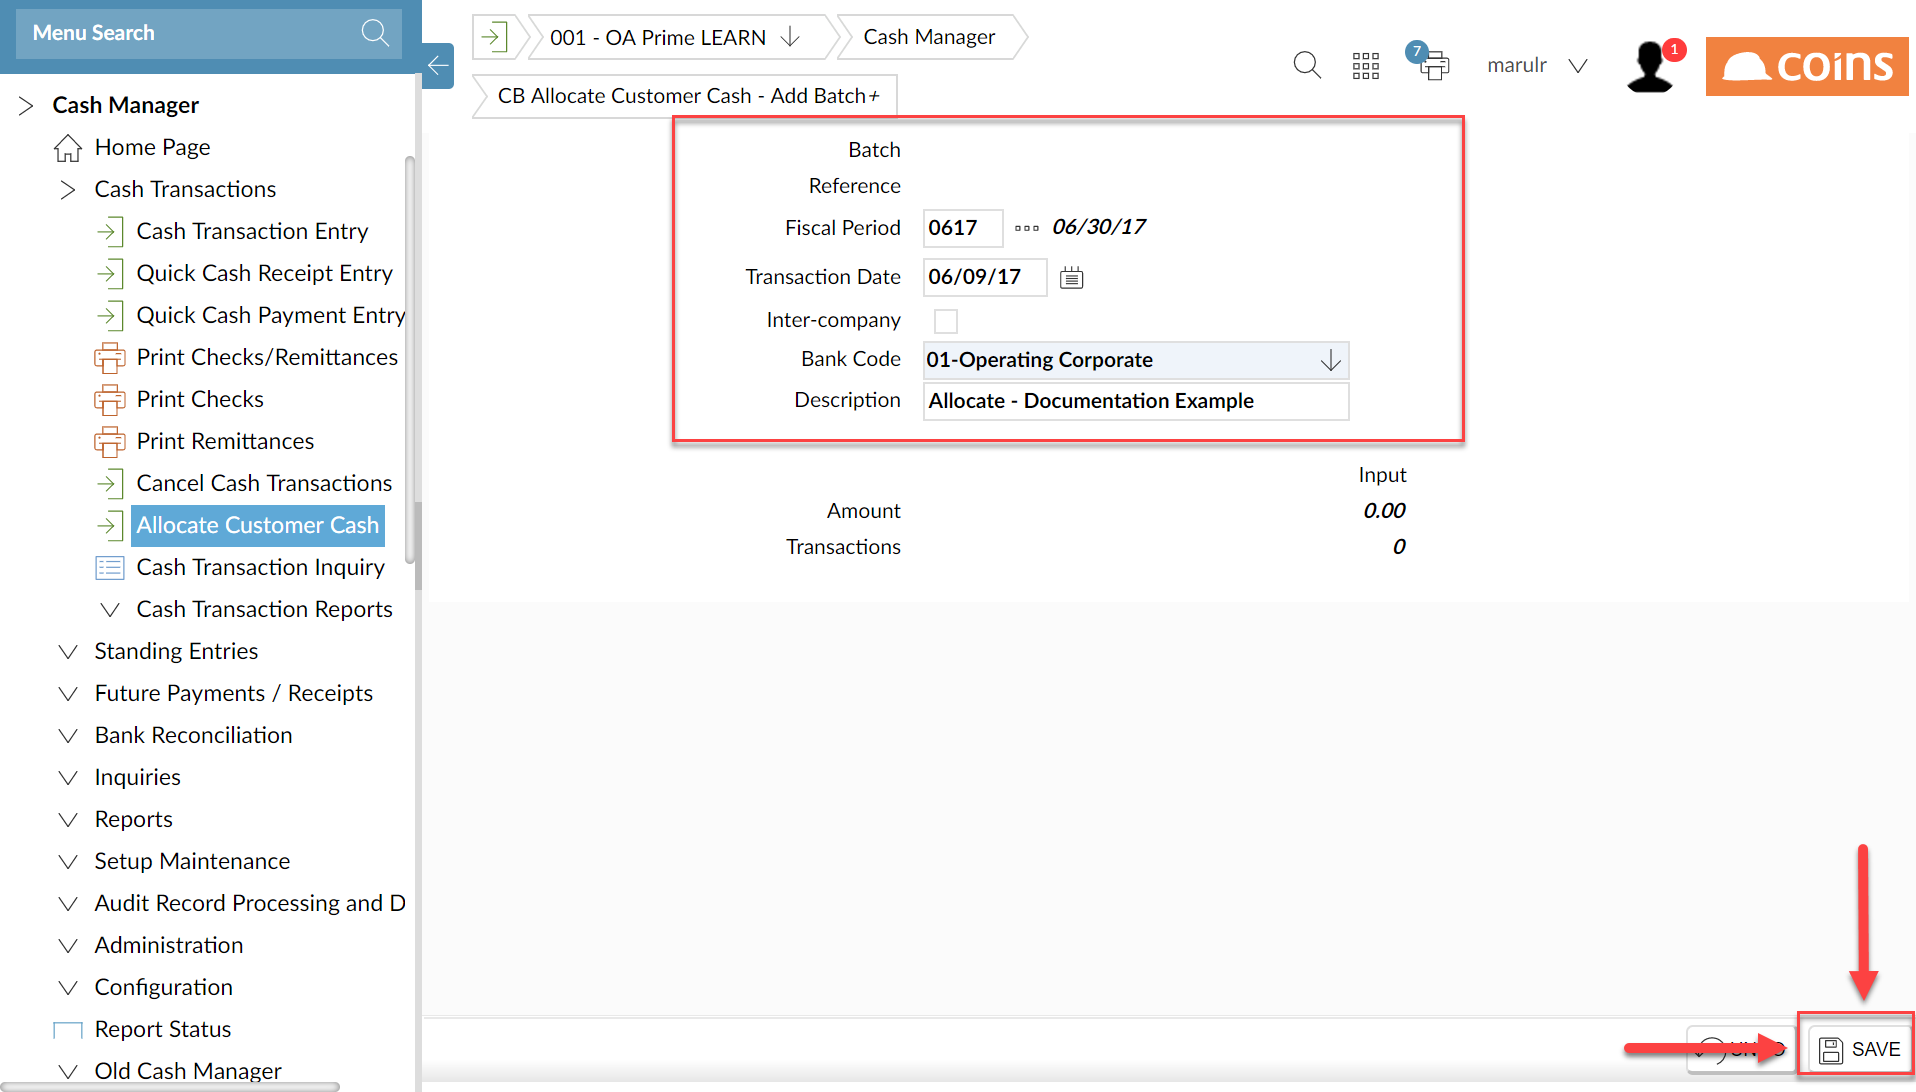 Menu Search
Cash Manager
Home Page
Cash Transactions
Cash Transaction Entry
Quick Cash Receipt Entry
Quick Cash Payment Entry
Print Checks/Remittances
Print Checks
Print Remittances
Cancel Cash Transactions
Allocate Customer Cash
Cash Transaction Inquiry
Cash Transaction Reports
Standing Entries
Future Payments / Receipts
Bank Reconciliation
Inquiries
Reports
Setup Maintenance
Audit Record Processing and D
Administration
Configuration
Report Status
Old Cash Manager
001 - OA Prime LEARN
Cash Manager
CB Allocate Customer Cash - Add Batch+
7
marulr
1
coins
Batch
Reference
Fiscal Period 0617 06/30/17
Transaction Date 06/09/17
Inter-company
Bank Code 01-Operating Corporate
Description Allocate - Documentation Example
Input
Amount 0.00
Transactions 0
SAVE